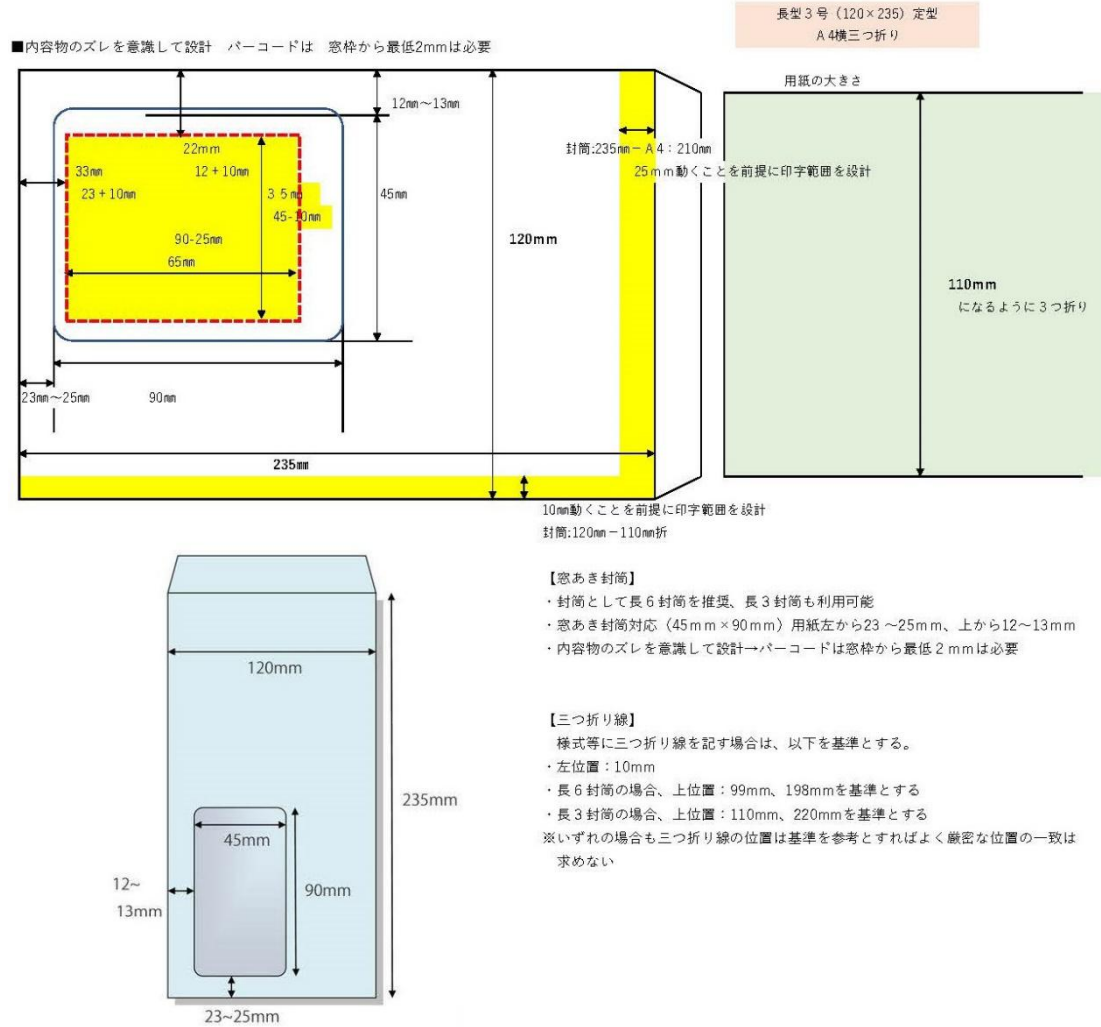 長型３号（120×235）定型
Ａ4横三つ折り
■内容物のズレを意識して設計　バーコードは　窓枠から最低2mmは必要
用紙の大きさ
12㎜～13㎜
封筒:235㎜－Ａ4：210㎜
25ｍｍ動くことを前提に印字範囲を設計
22mm
12＋10㎜
33㎜
23＋10㎜
３５㎜
45-10㎜
45㎜
90-25㎜
65㎜
120mm
110mm
になるように３つ折り
23㎜～25㎜
90㎜
235㎜
10㎜動くことを前提に印字範囲を設計
封筒:120㎜－110㎜折
【窓あき封筒】
・封筒として長６封筒を推奨、長３封筒も利用可能
・窓あき封筒対応（45ｍｍ×90ｍｍ）用紙左から23～25ｍｍ、上から12～13ｍｍ
・内容物のズレを意識して設計→バーコードは窓枠から最低２ｍｍは必要
【三つ折り線】
様式等に三つ折り線を記す場合は、以下を基準とする。
・左位置：10mm
・長６封筒の場合、上位置：99mm、198mmを基準とする
・長３封筒の場合、上位置：110mm、220mmを基準とする
※いずれの場合も三つ折り線の位置は基準を参考とすればよく厳密な位置の一致は
求めない
120mm
235mm
45mm
90mm
12~
13mm
23~25mm